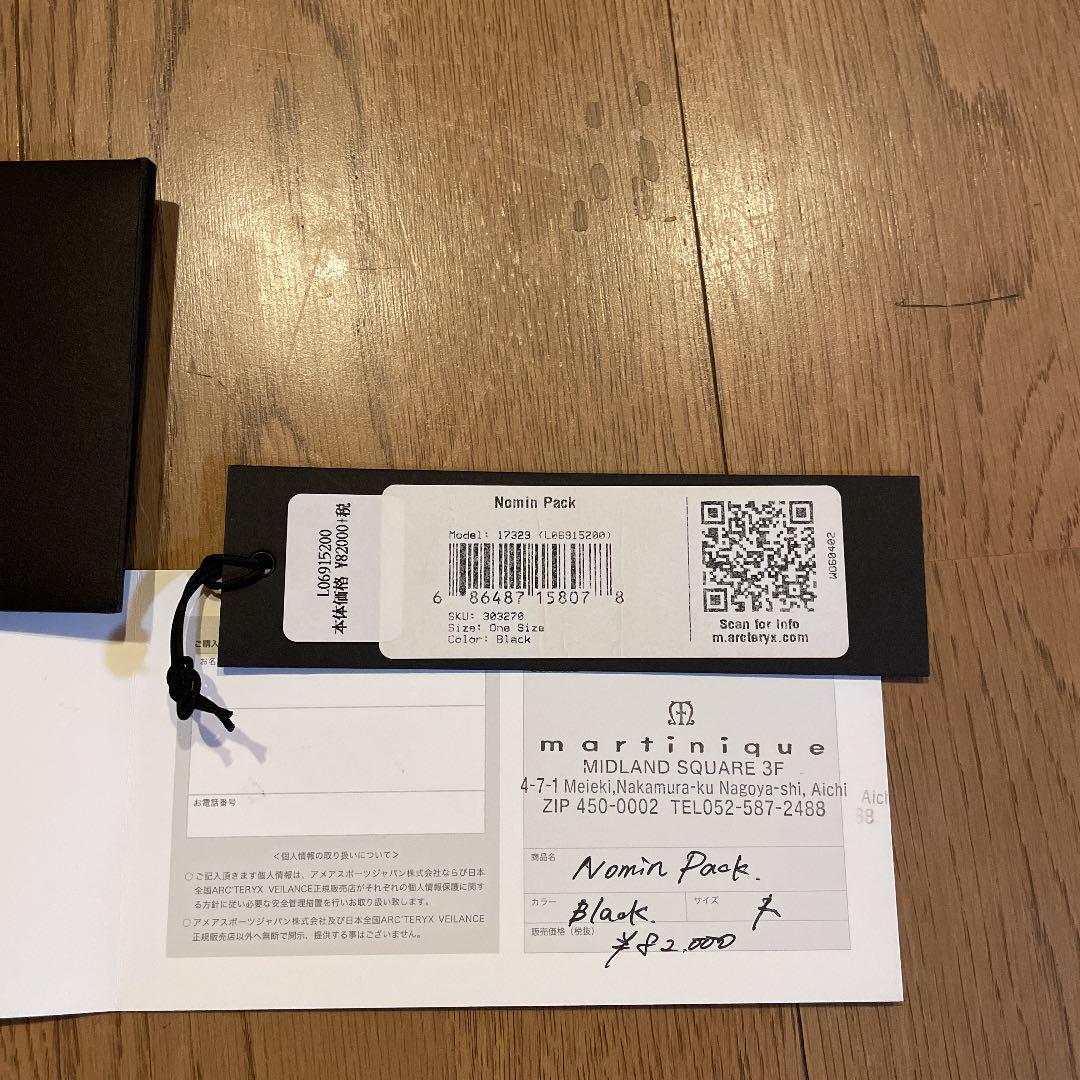 Nomin Pack
Model: 17323 (L06915200)
6 86487 15807 8
SKU: 303270
Size: One Size
Color: Black
L06915200
本体価格 ¥82000+税
Scan for Info
m.arcteryx.com
W060402
ご購入
お名
お電話番号
<個人情報の取り扱いについて>
○ご記入頂きます個人情報は、アメアスポーツジャパン株式会社ならび日本
全国ARC'TERYX VEILANCE正規販売店がそれぞれの個人情報保護に関す
る方針に従い必要な安全管理措置を行いお取り扱い致します。
○アメアスポーツジャパン株式会社及び日本全国ARC'TERYX VEILANCE
正規販売店以外へ無断で開示、提供する事はございません。
martinique
MIDLAND SQUARE 3F
4-7-1 Meieki,Nakamura-ku Nagoya-shi, Aichi
ZIP 450-0002 TEL052-587-2488
Aich
88
商品名 Nomin Pack.
カラー Black. サイズ
販売価格(税抜) ¥82.000